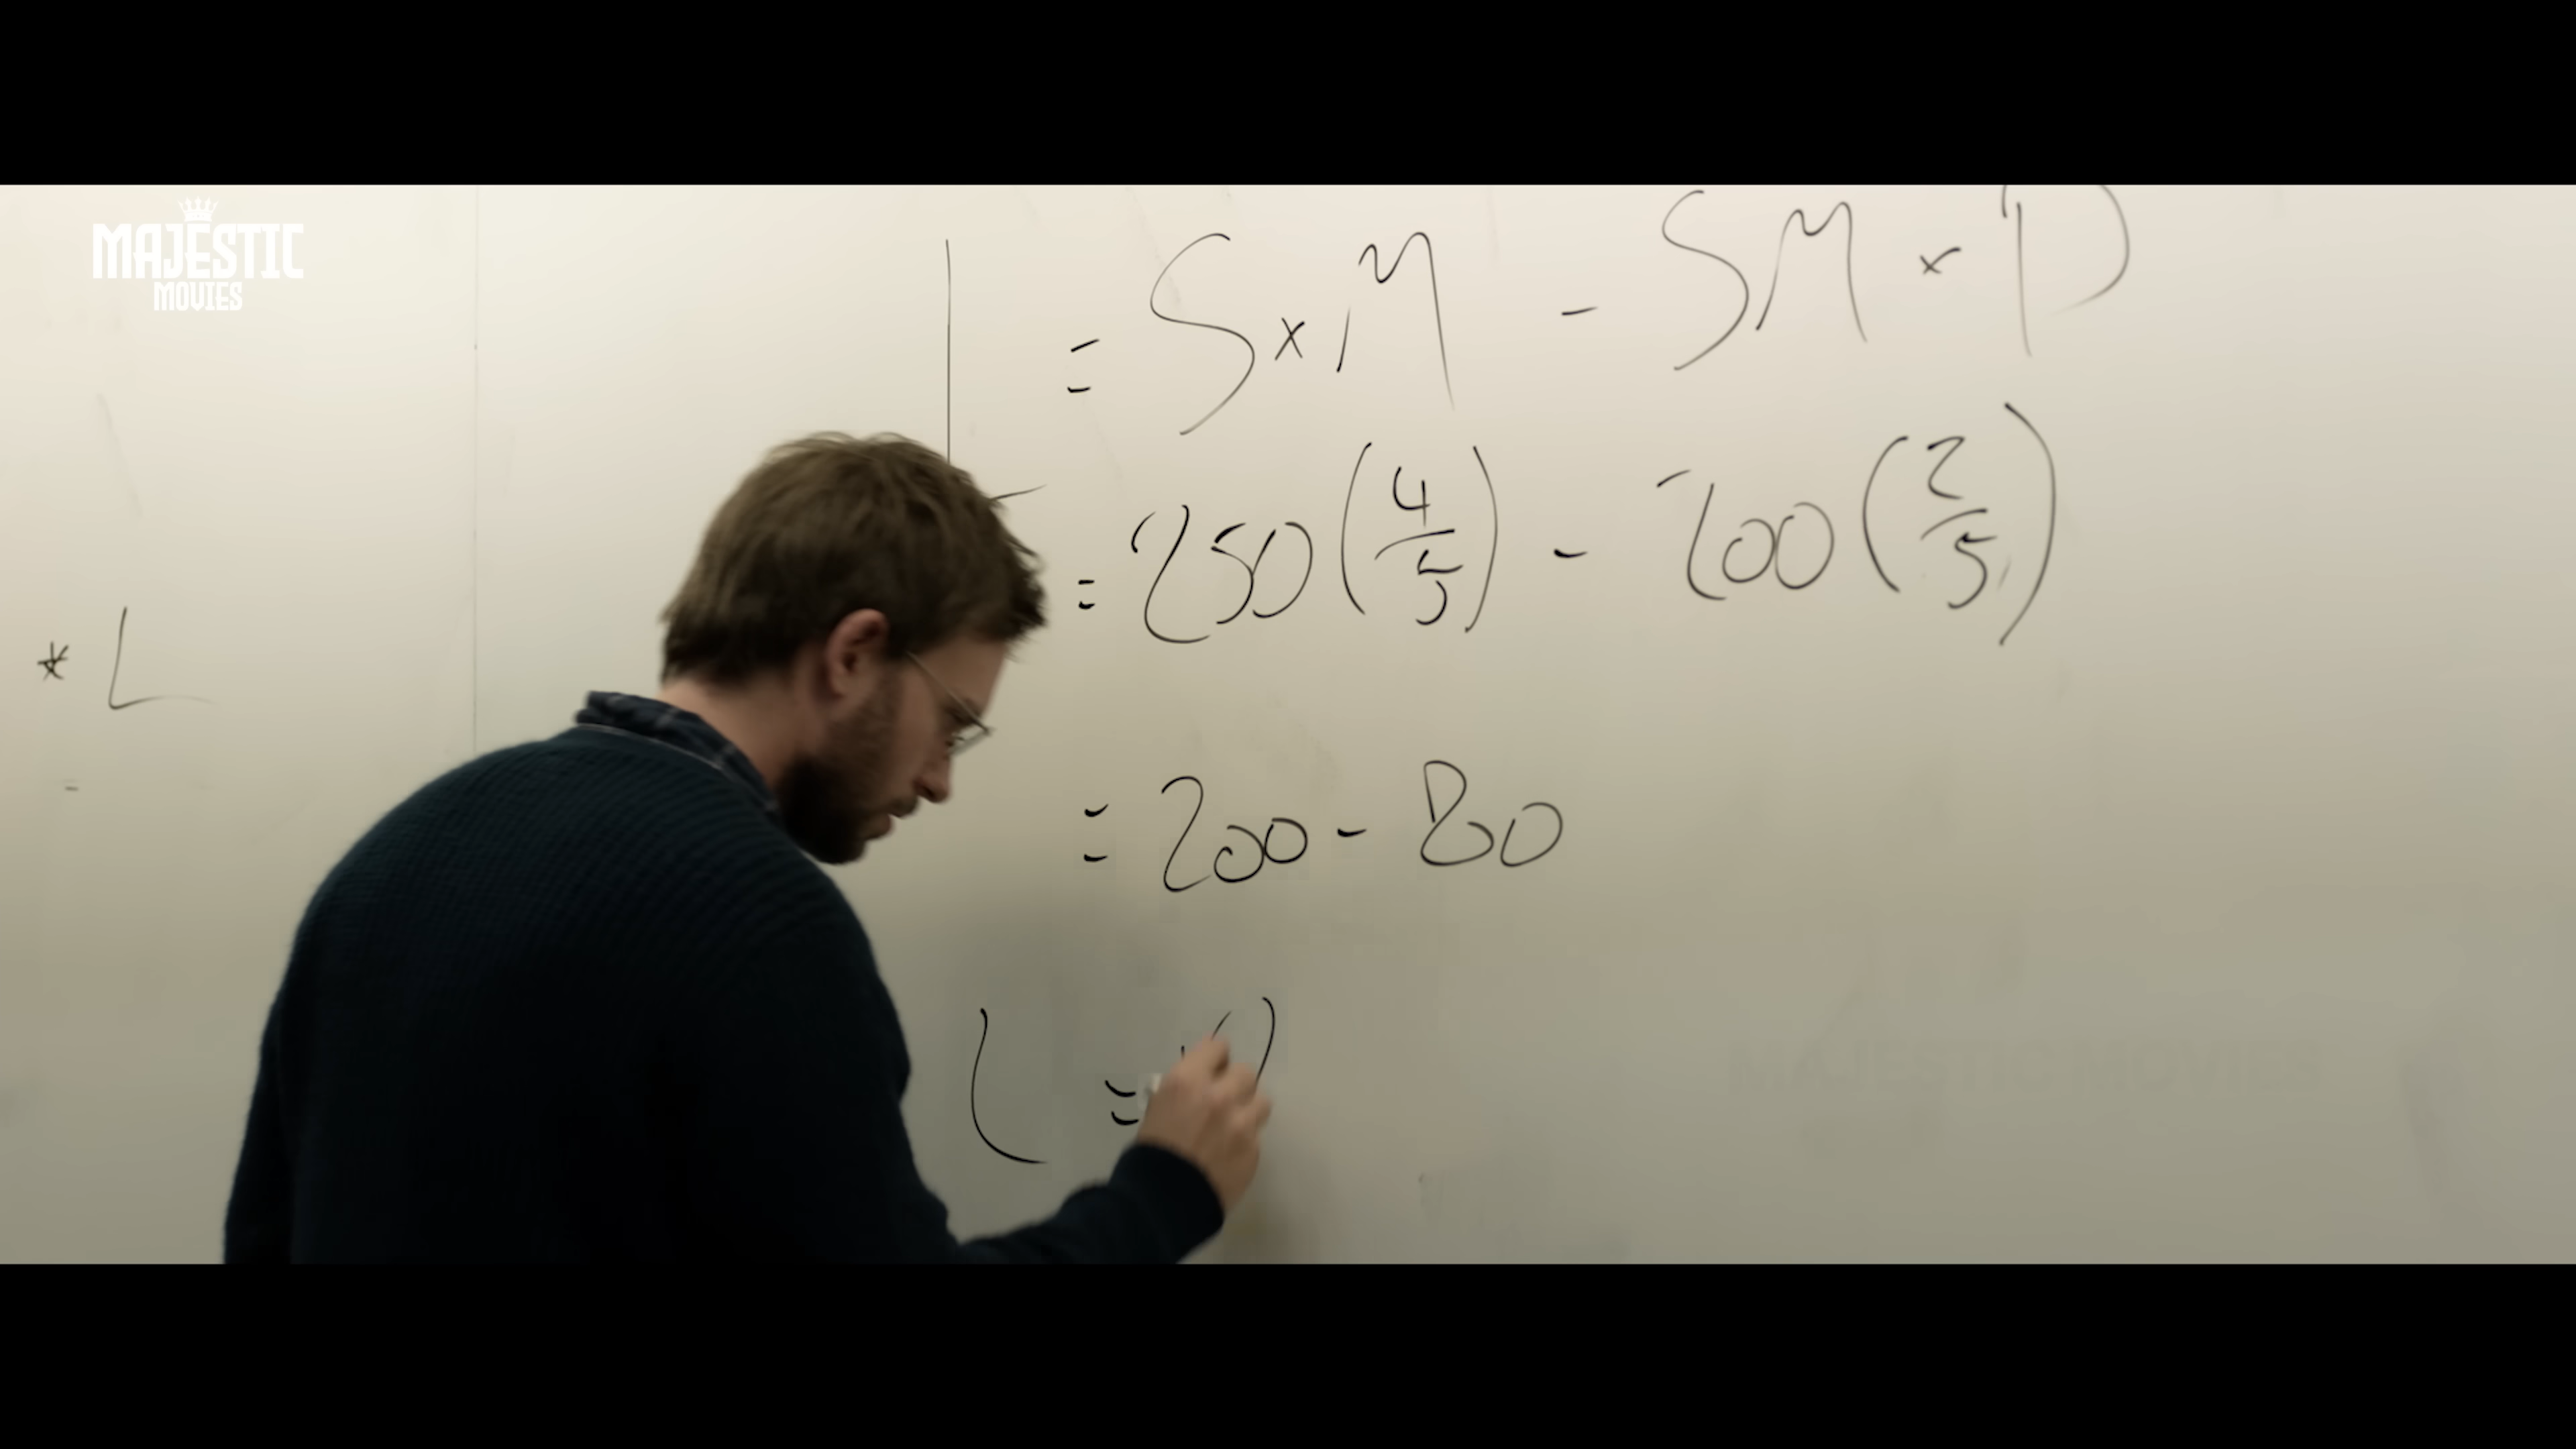 MAJESTIC
MOVIES
= S x M - SM x D
= 250 (4/5) - 200 (2/5)
* L
-
= 200 - 80
L =